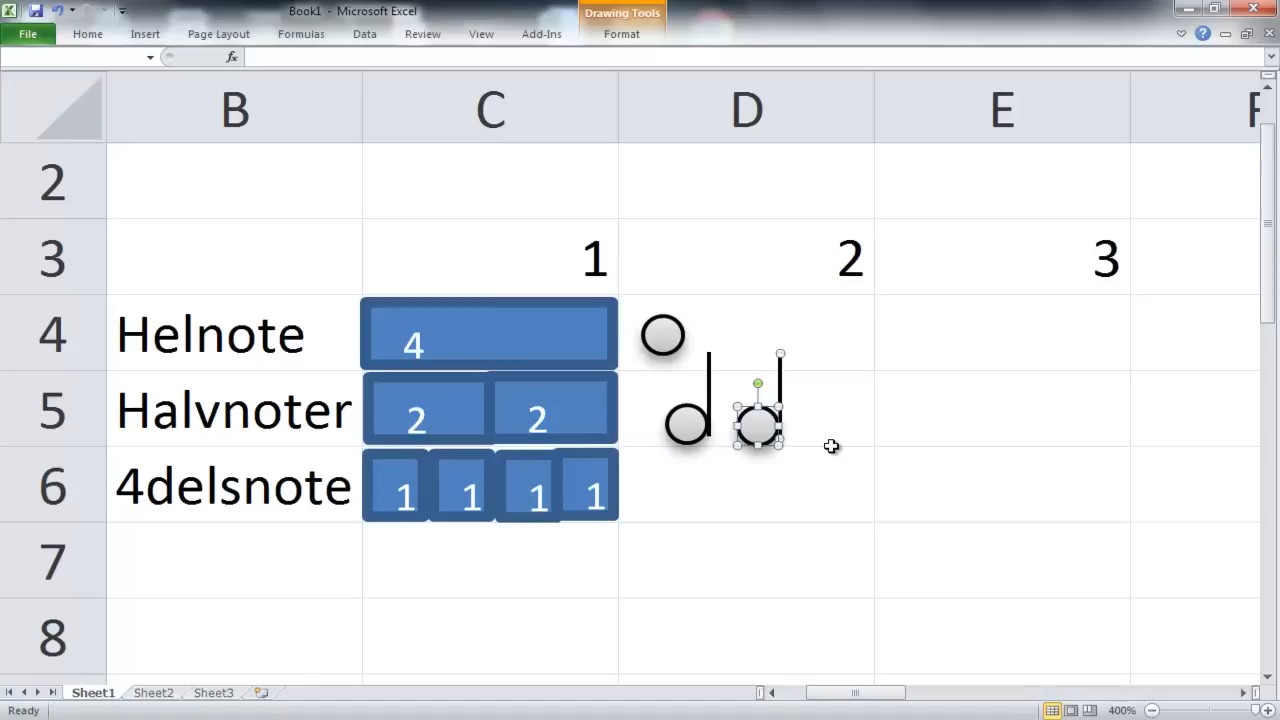 Book1 - Microsoft Excel
Drawing Tools
File Home Insert Page Layout Formulas Data Review View Add-Ins Format
fx
B C D E F
2
3 1 2 3
4 Helnote 4
5 Halvnoter 2 2
6 4delsnote 1 1 1 1
7
8
Sheet1 Sheet2 Sheet3
Ready 400%